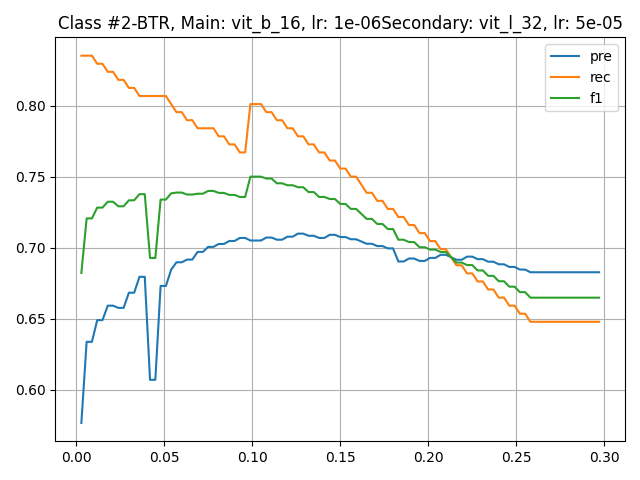 Class #2-BTR, Main: vit_b_16, lr: 1e-06Secondary: vit_l_32, lr: 5e-05
pre
rec
f1
0.80
0.75
0.70
0.65
0.60
0.00 0.05 0.10 0.15 0.20 0.25 0.30